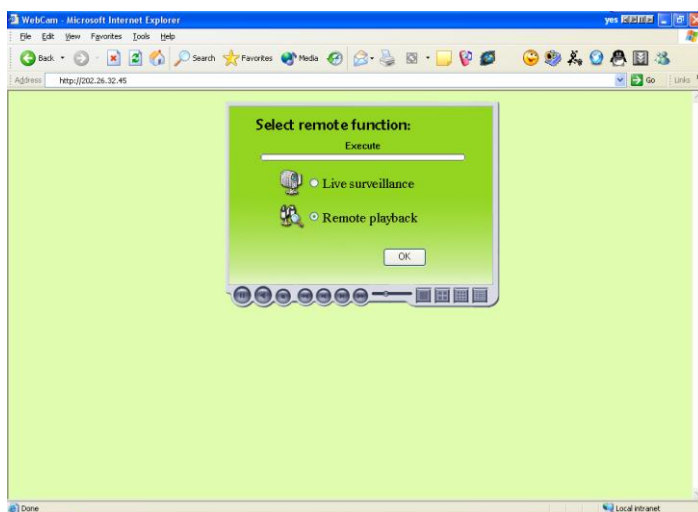 WebCam - Microsoft Internet Explorer
yes
File Edit View Favorites Tools Help
Back Search Favorites Media
Address http://202.26.32.45 Go Links
Select remote function:
Execute
Live surveillance
Remote playback
OK
Done Local intranet